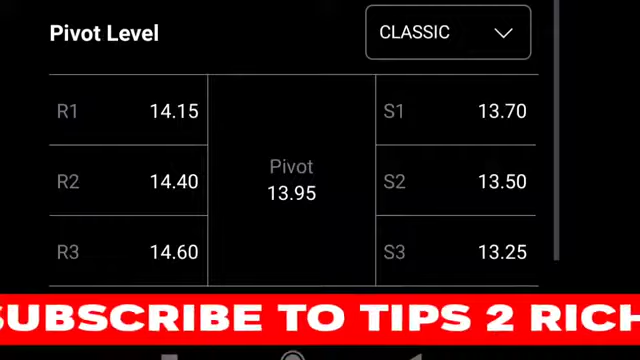 Pivot Level
CLASSIC
R1 14.15
S1 13.70
Pivot
13.95
R2 14.40
S2 13.50
R3 14.60
S3 13.25
SUBSCRIBE TO TIPS 2 RICH